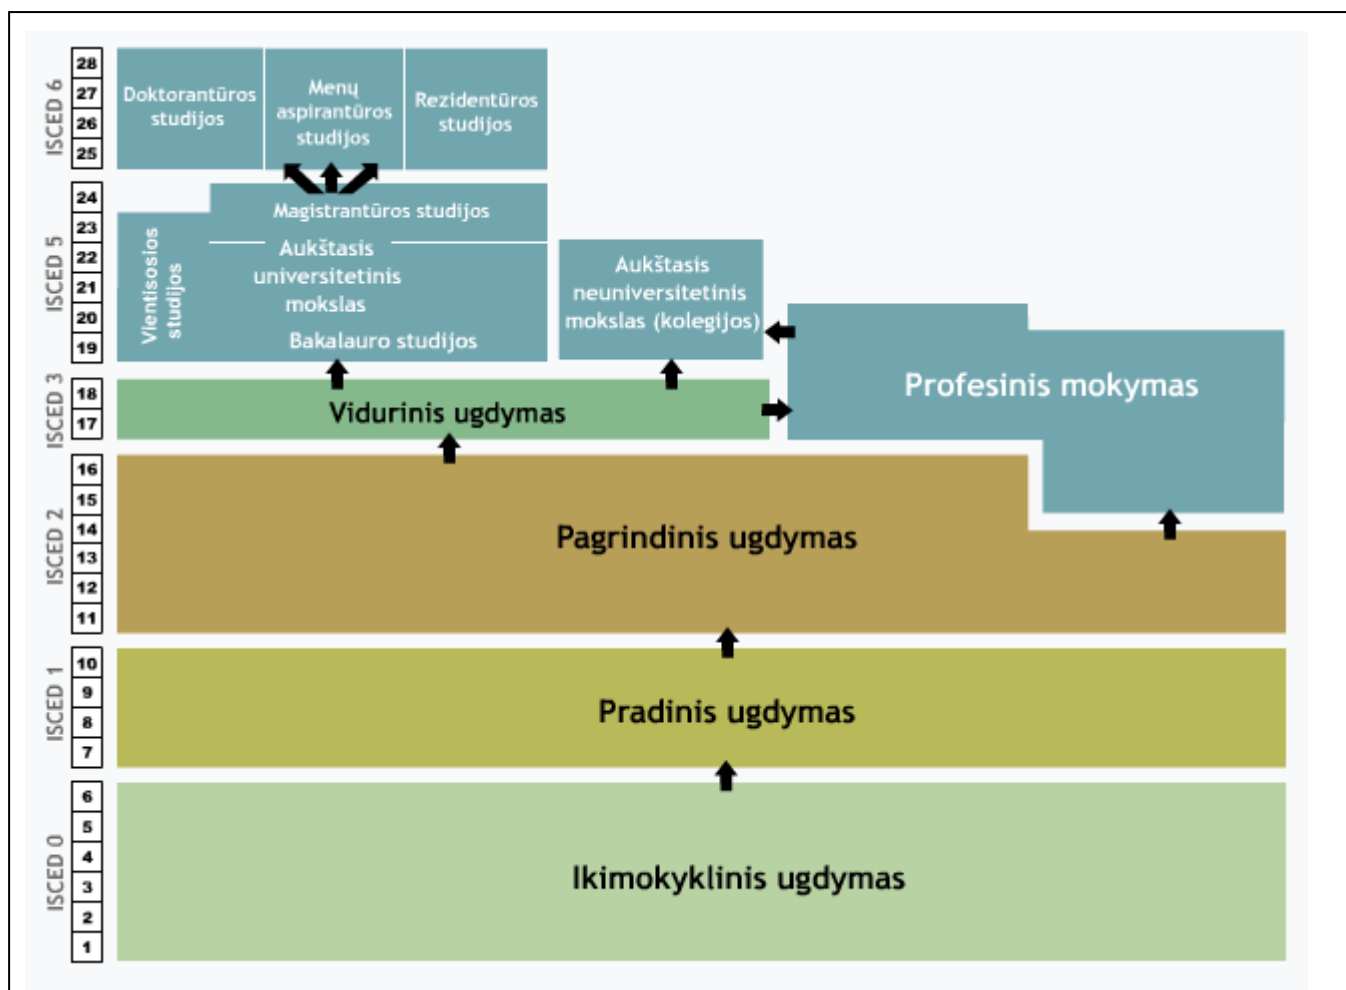 ISCED 6
28
27
26
25
Doktorantūros
studijos
Menų
aspirantūros
studijos
Rezidentūros
studijos
ISCED 5
24
23
22
21
20
19
Vientisosios
studijos
Magistrantūros studijos
Aukštasis
universitetinis
mokslas
Bakalauro studijos
Aukštasis
neuniversitetinis
mokslas (kolegijos)
Profesinis mokymas
ISCED 3
18
17
Vidurinis ugdymas
ISCED 2
16
15
14
13
12
11
Pagrindinis ugdymas
ISCED 1
10
9
8
7
Pradinis ugdymas
ISCED 0
6
5
4
3
2
1
Ikimokyklinis ugdymas